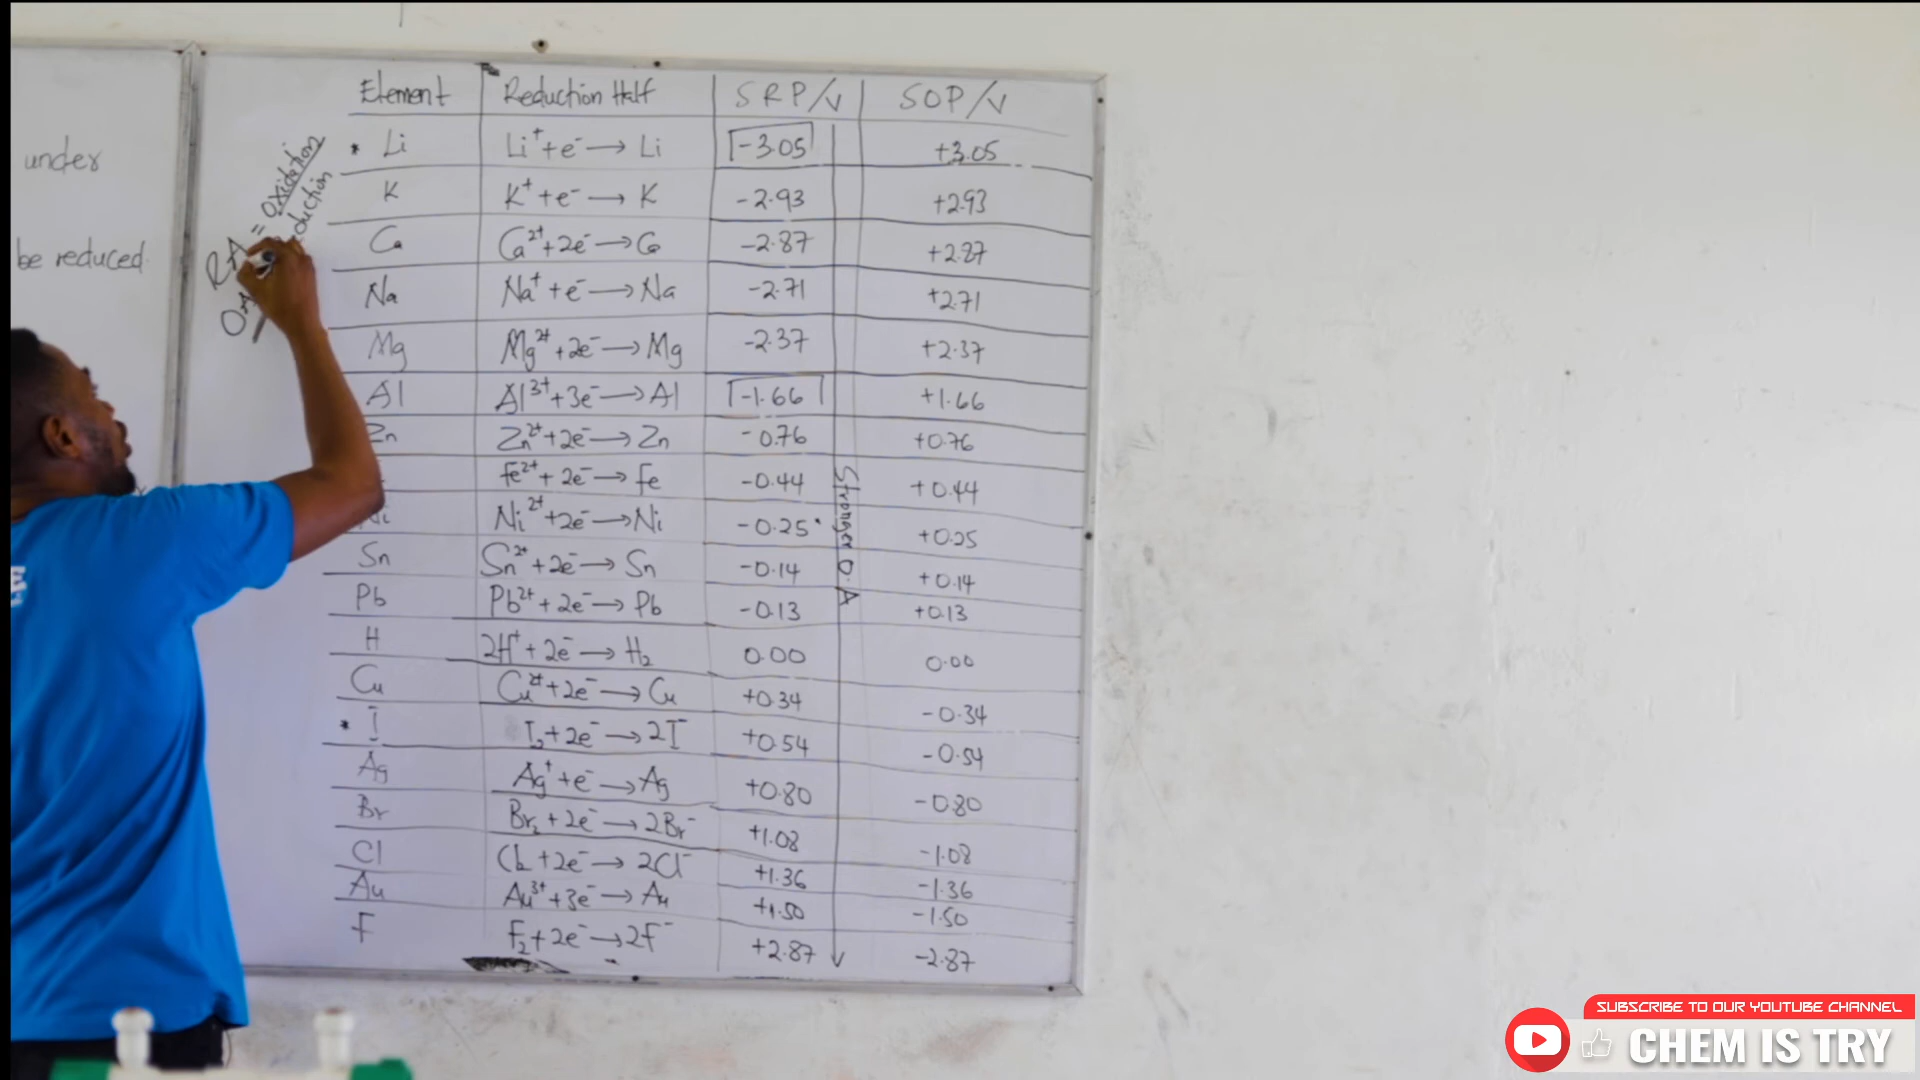 under
be reduced
RA = Oxidation
Element Reduction Half SRP/v SOP/v
* Li Li⁺+e⁻ → Li -3.05 +3.05
K K⁺+e⁻ → K -2.93 +2.93
Ca Ca²⁺+2e⁻ → Ca -2.87 +2.87
Na Na⁺+e⁻ → Na -2.71 +2.71
Mg Mg²⁺+2e⁻ → Mg -2.37 +2.37
Al Al³⁺+3e⁻ → Al -1.66 +1.66
Zn Zn²⁺+2e⁻ → Zn -0.76 +0.76
Fe²⁺+2e⁻ → Fe -0.44 +0.44
Ni Ni²⁺+2e⁻ → Ni -0.25 +0.25
Sn Sn²⁺+2e⁻ → Sn -0.14 +0.14
Pb Pb²⁺+2e⁻ → Pb -0.13 +0.13
H 2H⁺+2e⁻ → H₂ 0.00 0.00
Cu Cu²⁺+2e⁻ → Cu +0.34 -0.34
* I I₂+2e⁻ → 2I⁻ +0.54 -0.54
Ag Ag⁺+e⁻ → Ag +0.80 -0.80
Br Br₂+2e⁻ → 2Br⁻ +1.08 -1.08
Cl Cl₂+2e⁻ → 2Cl⁻ +1.36 -1.36
Au Au³⁺+3e⁻ → Au +1.50 -1.50
F F₂+2e⁻ → 2F⁻ +2.87 -2.87
Stronger O.A
SUBSCRIBE TO OUR YOUTUBE CHANNEL
CHEM IS TRY